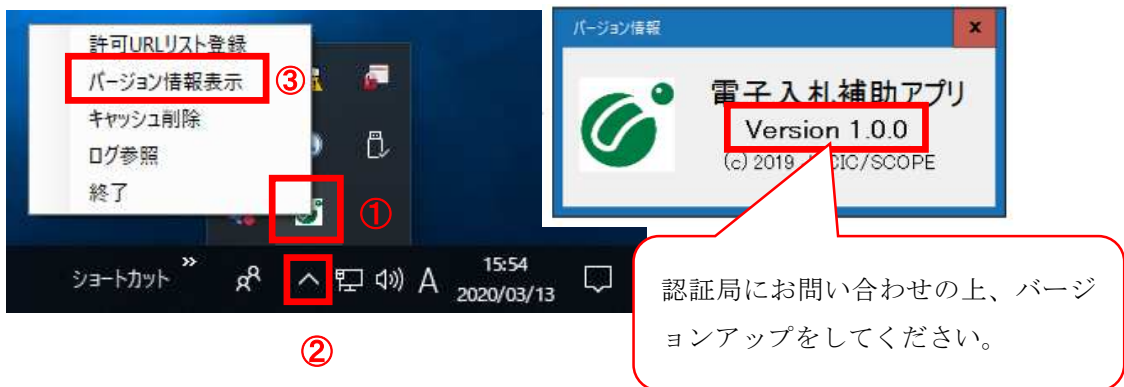 許可URLリスト登録
バージョン情報表示
③
キャッシュ削除
ログ参照
終了
①
ショートカット
»
A
15:54
2020/03/13
②
バージョン情報
x
電子入札補助アプリ
Version 1.0.0
(c) 2019
CIC/SCOPE
認証局にお問い合わせの上、バージ
ョンアップをしてください。